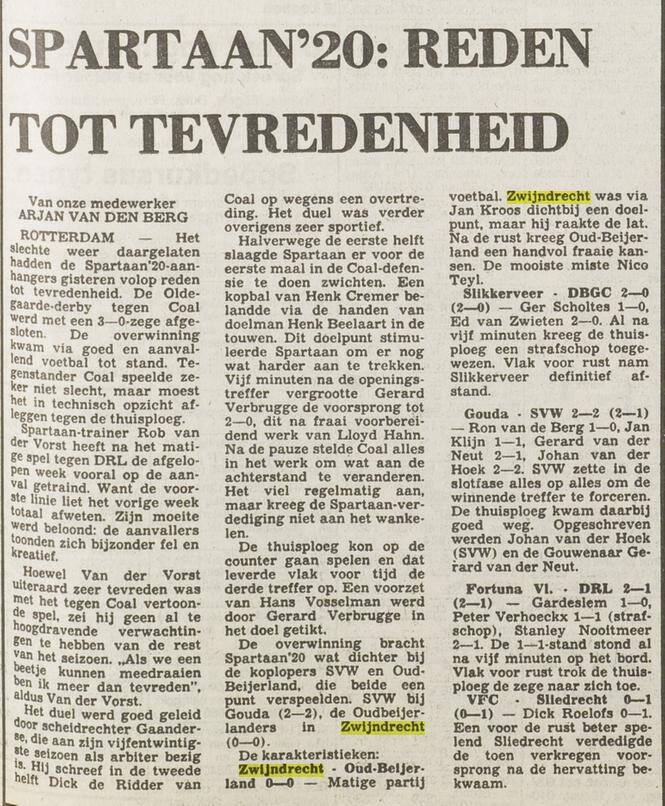 SPARTAAN’20: REDEN
TOT TEVREDENHEID
Van onze medewerker
ARJAN VAN DEN BERG
ROTTERDAM — Het
slechte weer daargelaten
hadden de Spartaan’20-aan-
hangers gisteren volop reden
tot tevredenheid. De Olde-
gaarde-derby tegen Coal
werd met een 3—0-zege afge-
sloten. De overwinning
kwam via goed en aanval-
lend voetbal tot stand. Te-
genstander Coal speelde ze-
ker niet slecht, maar moest
het in technisch opzicht af-
leggen tegen de thuisploeg.
Spartaan-trainer Rob van
der Vorst heeft na het mati-
ge spel tegen DRL de afgelo-
pen week vooral op de aan-
val getraind. Want de voor-
ste linie liet het vorige week
totaal afweten. Zijn moeite
werd beloond: de aanvallers
toonden zich bijzonder fel en
kreatief.
Hoewel Van der Vorst
uiteraard zeer tevreden was
met het tegen Coal vertoon-
de spel, zei hij geen al te
hoogdravende verwachtin-
gen te hebben van de rest
van het seizoen. „Als we een
beetje kunnen meedraaien
ben ik meer dan tevreden”,
aldus Van der Vorst.
Het duel werd goed geleid
door scheidrechter Gaander-
se, die aan zijn vijfentwintig-
ste seizoen als arbiter bezig
is. Hij schreef in de tweede
helft Dick de Ridder van
Coal op wegens een overtre-
ding. Het duel was verder
overigens zeer sportief.
Halverwege de eerste helft
slaagde Spartaan er voor de
eerste maal in de Coal-defen-
sie te doen zwichten. Een
kopbal van Henk Cremer be-
landde via de handen van
doelman Henk Beelaart in de
touwen. Dit doelpunt stimu-
leerde Spartaan om er nog
wat harder aan te trekken.
Vijf minuten na de openings-
treffer vergrootte Gerard
Verbrugge de voorsprong tot
2—0, dit na fraai voorberei-
dend werk van Lloyd Hahn.
Na de pauze stelde Coal alles
in het werk om wat aan de
achterstand te veranderen.
Het viel regelmatig aan,
maar kreeg de Spartaan-ver-
dediging niet aan het wanke-
len.
De thuisploeg kon op de
counter gaan spelen en dat
leverde vlak voor tijd de
derde treffer op. Een voorzet
van Hans Vosselman werd
door Gerard Verbrugge in
het doel getikt.
De overwinning bracht
Spartaan’20 wat dichter bij
de koplopers SVW en Oud-
Beijerland, die beide een
punt verspeelden. SVW bij
Gouda (2—2), de Oudbeijer-
landers in Zwijndrecht
(0—0).
De karakteristieken:
Zwijndrecht - Oud-Beijer-
land 0—0 — Matige partij
voetbal. Zwijndrecht was via
Jan Kroos dichtbij een doel-
punt, maar hij raakte de lat.
Na de rust kreeg Oud-Beijer-
land een handvol fraaie kan-
sen. De mooiste miste Nico
Teyl.
Slikkerveer - DBGC 2—0
(2—0) — Ger Scholtes 1—0,
Ed van Zwieten 2—0. Al na
vijf minuten kreeg de thuis-
ploeg een strafschop toege-
wezen. Vlak voor rust nam
Slikkerveer definitief af-
stand.
Gouda - SVW 2—2 (2—1)
— Ron van de Berg 1—0, Jan
Klijn 1—1, Gerard van der
Neut 2—1, Johan van der
Hoek 2—2. SVW zette in de
slotfase alles op alles om de
winnende treffer te forceren.
De thuisploeg kwam daarbij
goed weg. Opgeschreven
werden Johan van der Hoek
(SVW) en de Gouwenaar Ge-
rard van der Neut.
Fortuna Vl. - DRL 2—1
(2—1) — Gardeslem 1—0,
Peter Verhoeckx 1—1 (straf-
schop), Stanley Nooitmeer
2—1. De 1—1-stand stond al
na vijf minuten op het bord.
Vlak voor rust trok de thuis-
ploeg de zege naar zich toe.
VFC - Sliedrecht 0—1
(0—1) — Dick Roelofs 0—1.
Een voor de rust beter spe-
lend Sliedrecht verdedigde
de toen verkregen voor-
sprong na de hervatting be-
kwaam.